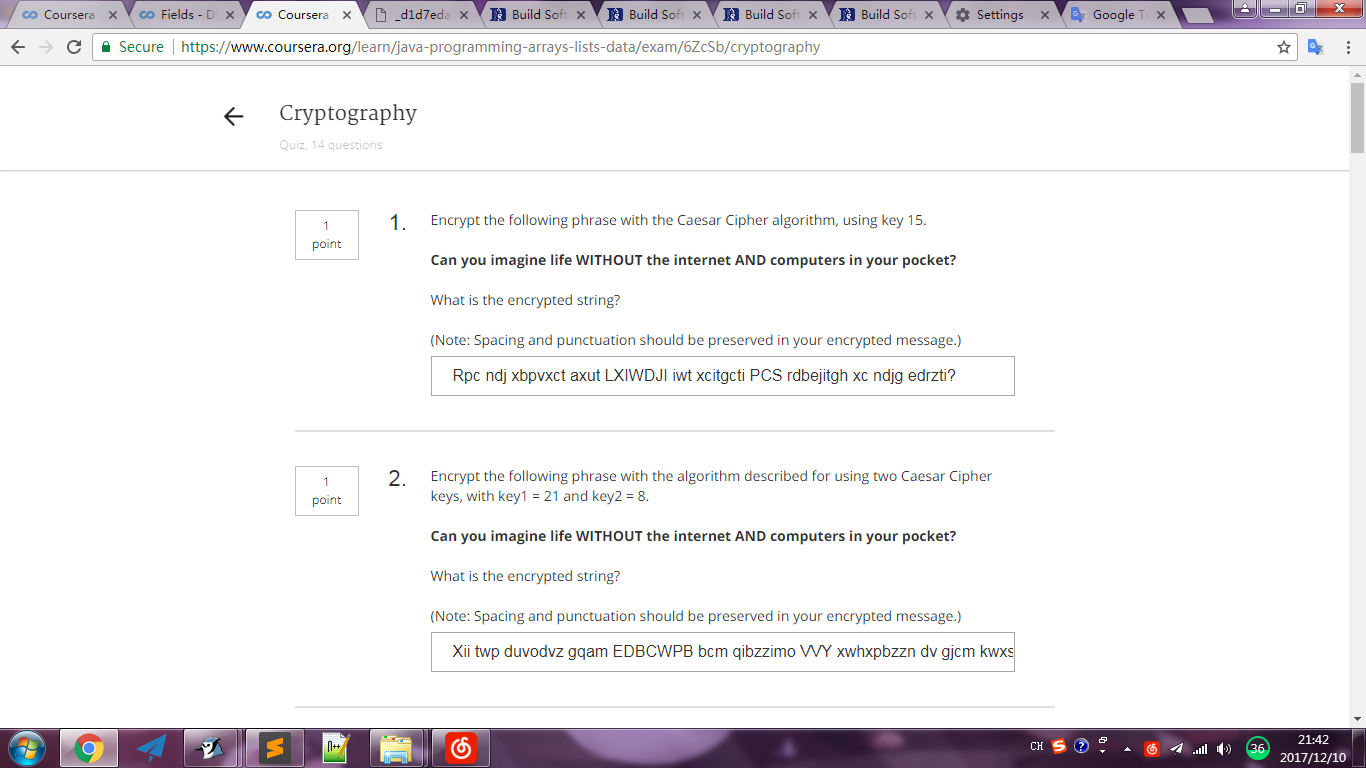 Coursera
Fields - D
Coursera
_d1d7eda
Build Soft
Build Soft
Build Soft
Build Soft
Settings
Google T
Secure https://www.coursera.org/learn/java-programming-arrays-lists-data/exam/6ZcSb/cryptography
Cryptography
Quiz, 14 questions
1 point
1. Encrypt the following phrase with the Caesar Cipher algorithm, using key 15.
Can you imagine life WITHOUT the internet AND computers in your pocket?
What is the encrypted string?
(Note: Spacing and punctuation should be preserved in your encrypted message.)
Rpc ndj xbpvxct axut LXIWDJI iwt xcitgcti PCS rdbejitgh xc ndjg edrzti?
1 point
2. Encrypt the following phrase with the algorithm described for using two Caesar Cipher
keys, with key1 = 21 and key2 = 8.
Can you imagine life WITHOUT the internet AND computers in your pocket?
What is the encrypted string?
(Note: Spacing and punctuation should be preserved in your encrypted message.)
Xii twp duvodvz gqam EDBCWPB bcm qibzzimo VVY xwhxpbzzn dv gjcm kwxs
CH
36
21:42
2017/12/10